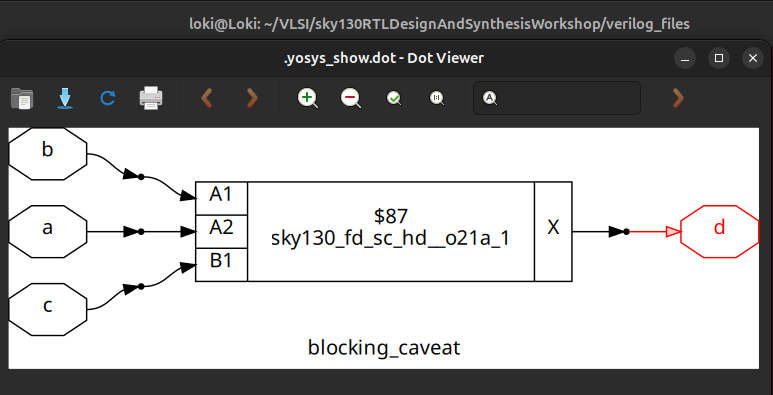 loki@Loki: ~/VLSI/sky130RTLDesignAndSynthesisWorkshop/verilog_files
.yosys_show.dot - Dot Viewer
A
b
a
c
A1
A2
B1
$87
sky130_fd_sc_hd__o21a_1
X
d
blocking_caveat